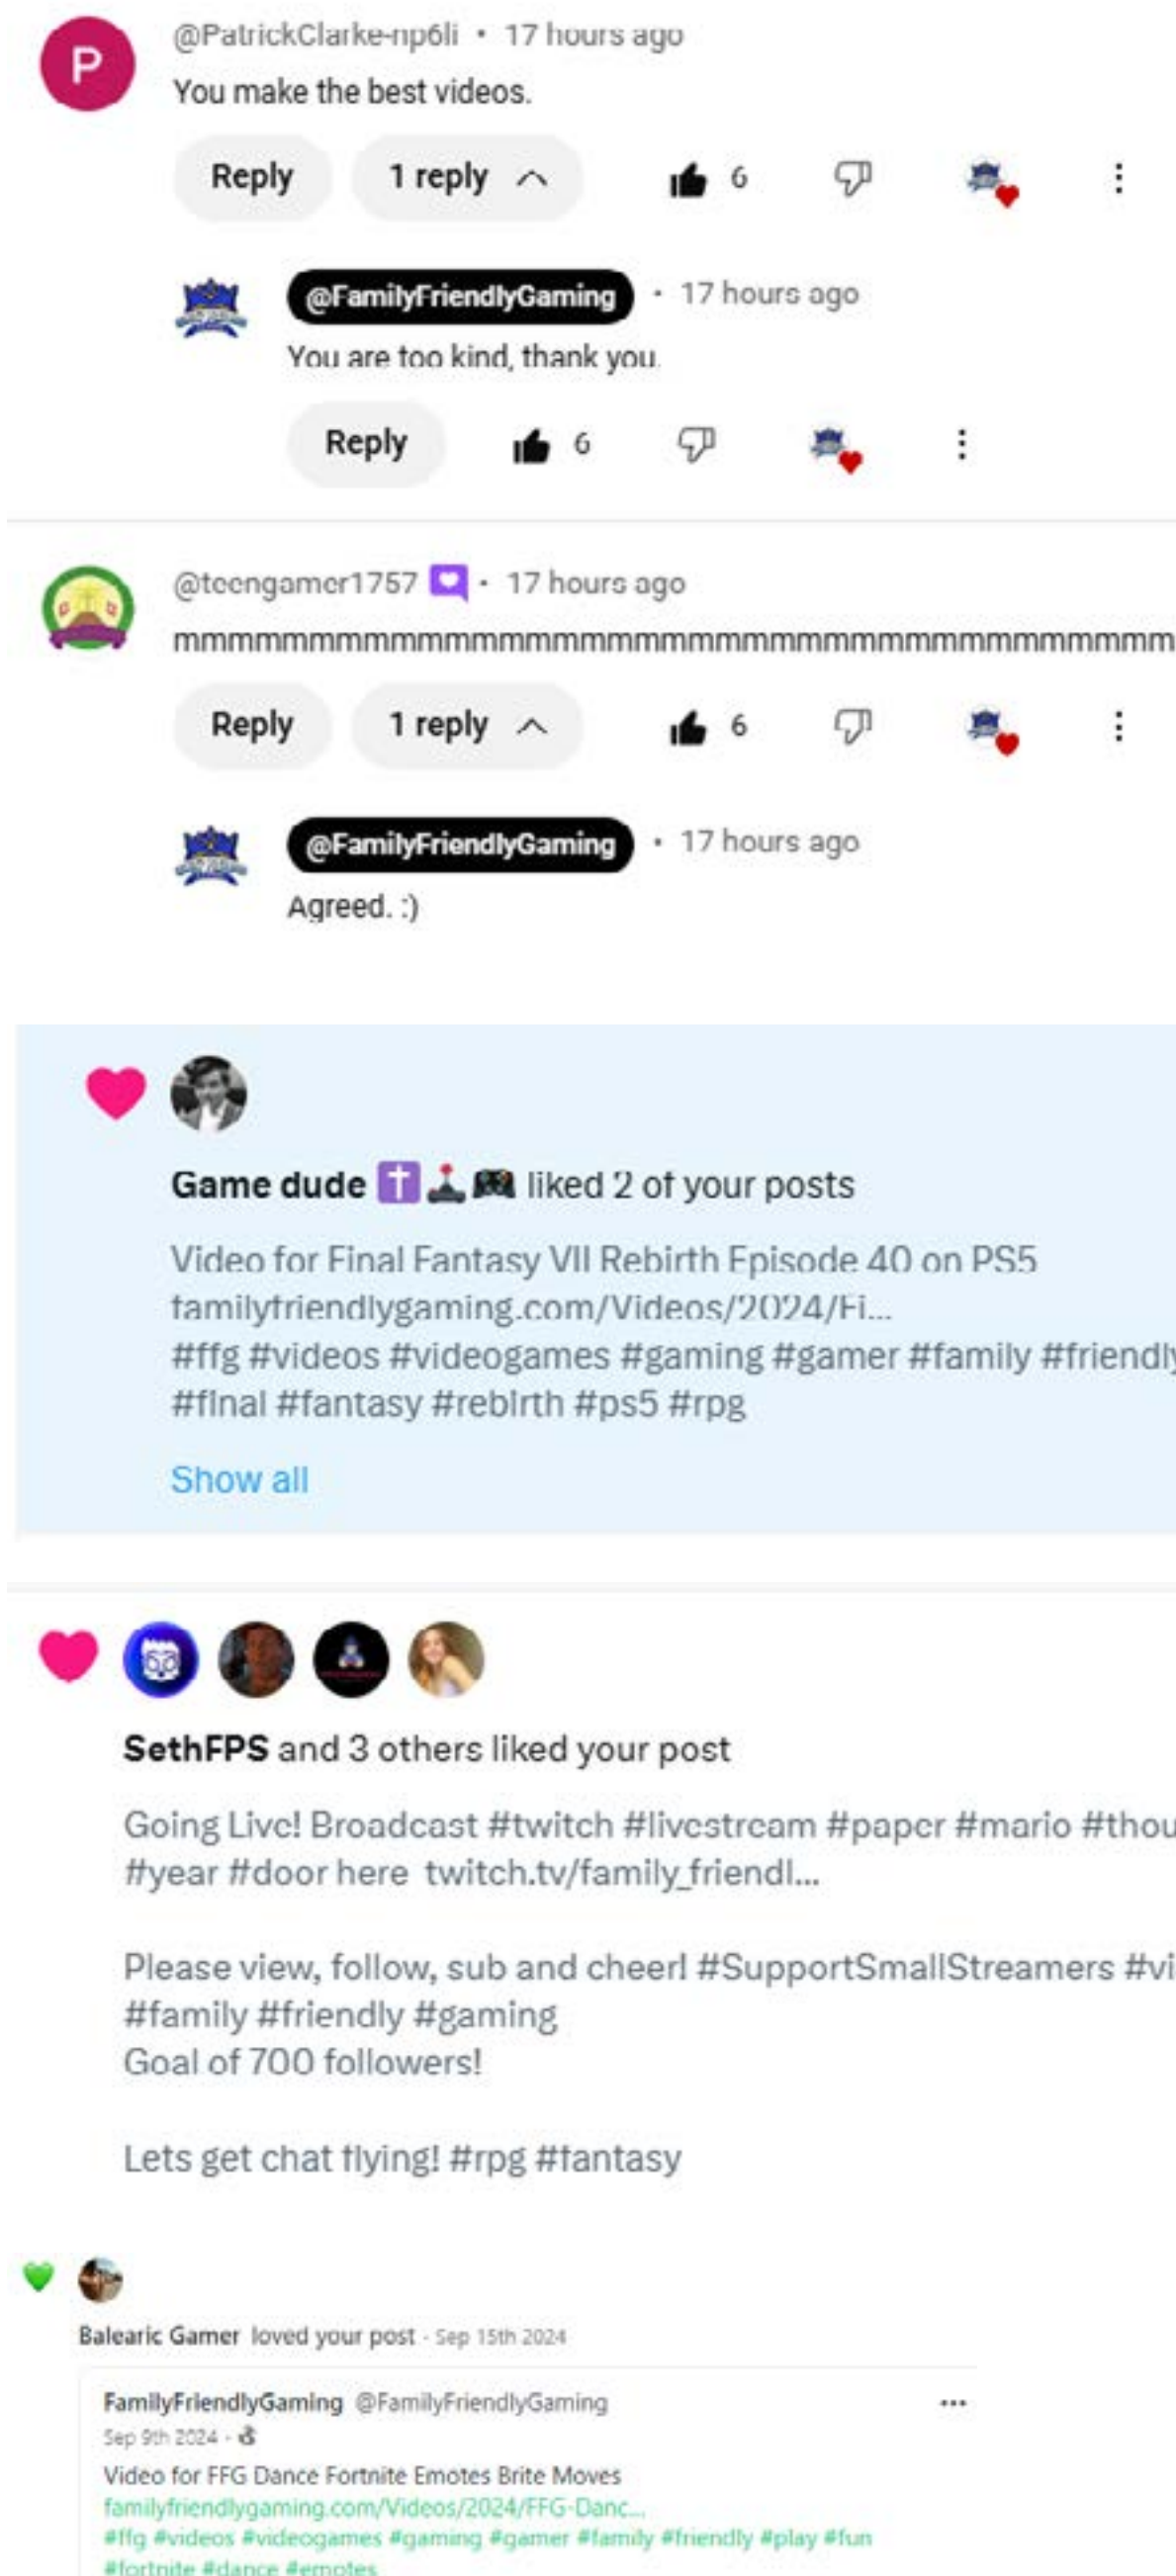 P
@PatrickClarke-np6li • 17 hours ago
You make the best videos.
Reply 1 reply 6
@FamilyFriendlyGaming • 17 hours ago
You are too kind, thank you.
Reply 6
@teengamer1757 • 17 hours ago
mmmmmmmmmmmmmmmmmmmmmmmmmmmmmmmmmmmmm
Reply 1 reply 6
@FamilyFriendlyGaming • 17 hours ago
Agreed. :)
Game dude liked 2 of your posts
Video for Final Fantasy VII Rebirth Episode 40 on PS5
familyfriendlygaming.com/Videos/2024/Fi...
#ffg #videos #videogames #gaming #gamer #family #friendly
#final #fantasy #rebirth #ps5 #rpg
Show all
SethFPS and 3 others liked your post
Going Live! Broadcast #twitch #livestream #paper #mario #thou
#year #door here twitch.tv/family_friendl...
Please view, follow, sub and cheer! #SupportSmallStreamers #vi
#family #friendly #gaming
Goal of 700 followers!
Lets get chat flying! #rpg #fantasy
Balearic Gamer loved your post - Sep 15th 2024
FamilyFriendlyGaming @FamilyFriendlyGaming
Sep 9th 2024 -
Video for FFG Dance Fortnite Emotes Brite Moves
familyfriendlygaming.com/Videos/2024/FFG-Danc...
#ffg #videos #videogames #gaming #gamer #family #friendly #play #fun
#fortnite #dance #emotes